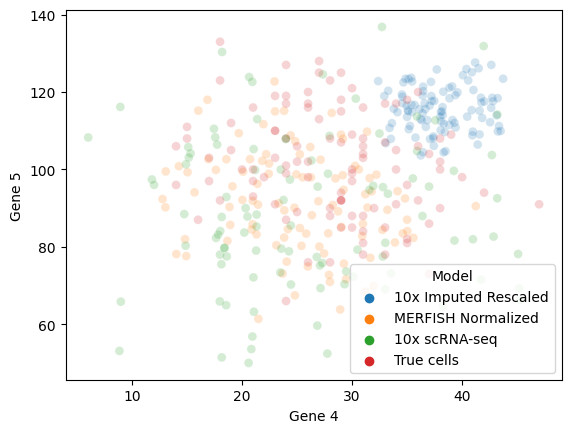 140
120
100
80
60
Gene 5
10
20
30
40
Gene 4
Model
10x Imputed Rescaled
MERFISH Normalized
10x scRNA-seq
True cells